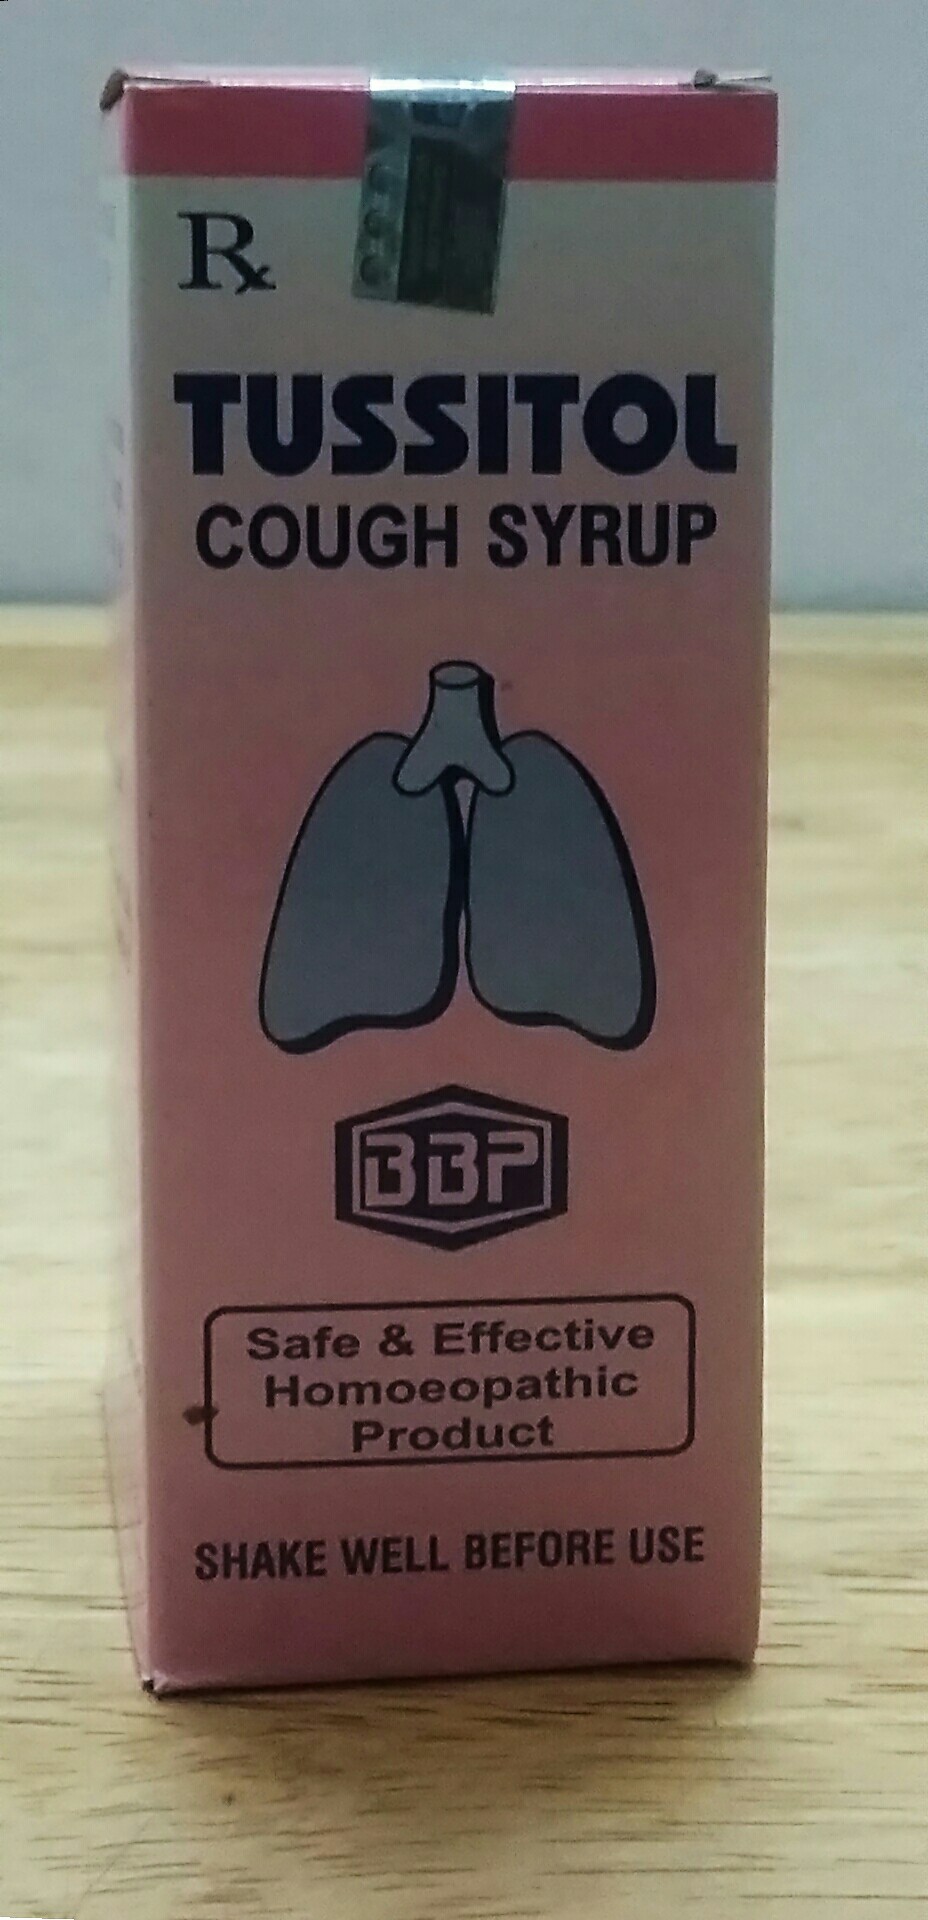 Rx
TUSSITOL
COUGH SYRUP
BBP
Safe & Effective
Homoeopathic
Product
SHAKE WELL BEFORE USE